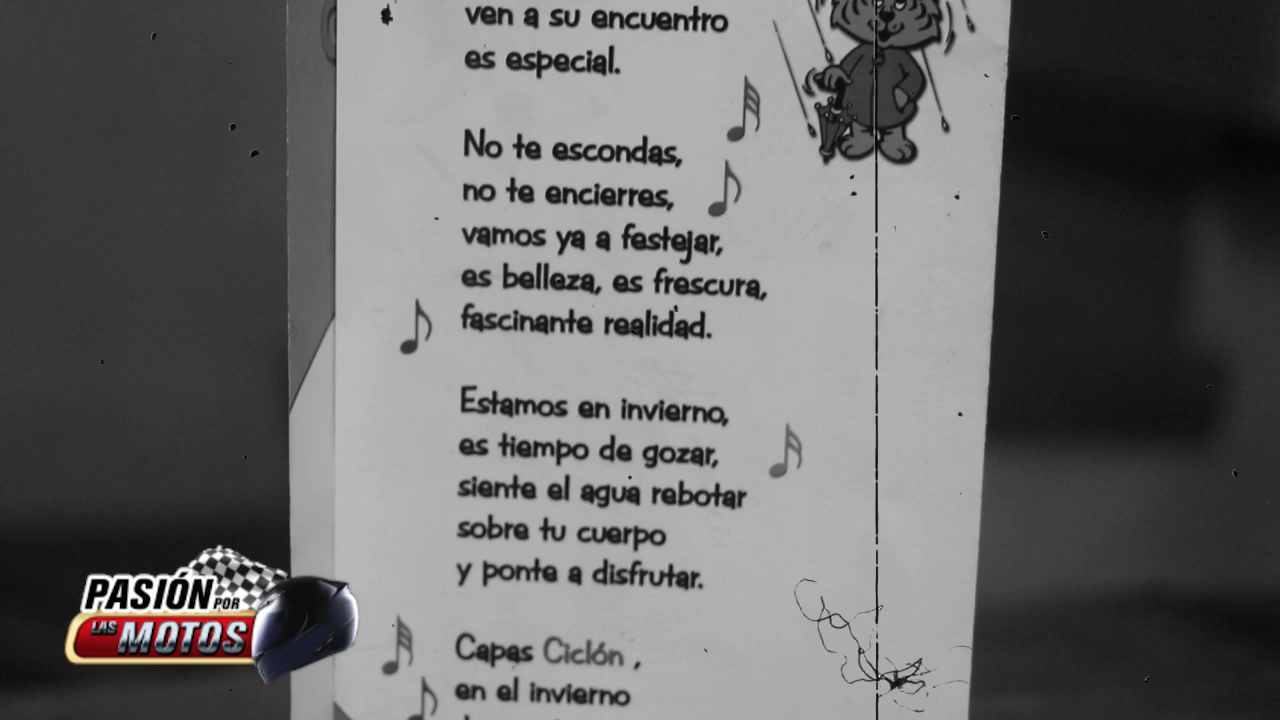 ven a su encuentro
es especial.
No te escondas,
no te encierres,
vamos ya a festejar,
es belleza, es frescura,
fascinante realidad.
Estamos en invierno,
es tiempo de gozar,
siente el agua rebotar
sobre tu cuerpo
y ponte a disfrutar.
Capas Ciclón ,
en el invierno
PASIÓN POR
LAS MOTOS